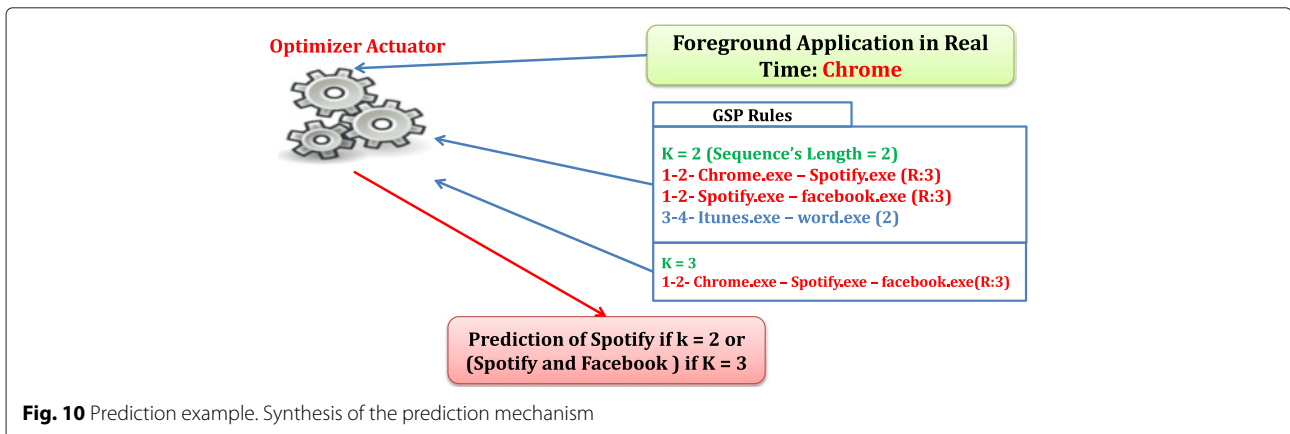 Optimizer Actuator
Foreground Application in Real
Time: Chrome
GSP Rules
K = 2 (Sequence's Length = 2)
1-2- Chrome.exe – Spotify.exe (R:3)
1-2- Spotify.exe – facebook.exe (R:3)
3-4- Itunes.exe – word.exe (2)
K = 3
1-2- Chrome.exe – Spotify.exe – facebook.exe(R:3)
Prediction of Spotify if k = 2 or
(Spotify and Facebook ) if K = 3
Fig. 10 Prediction example. Synthesis of the prediction mechanism